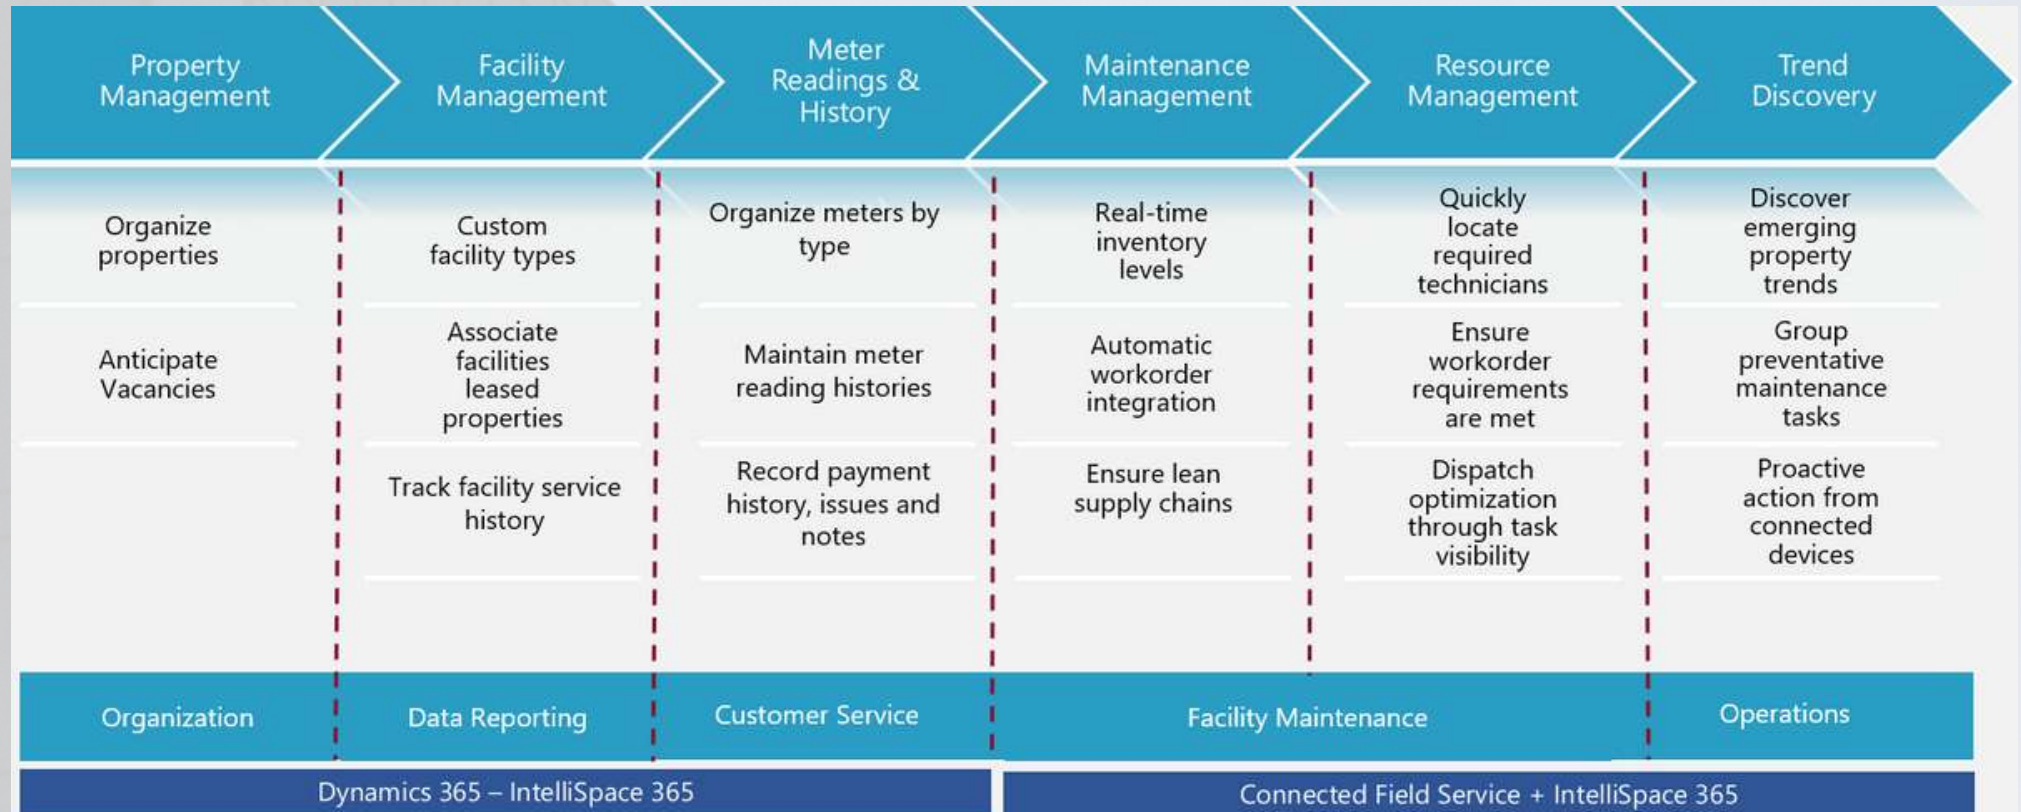 Property
Management
Facility
Management
Meter
Readings &
History
Maintenance
Management
Resource
Management
Trend
Discovery
Organize
properties
Custom
facility types
Organize meters by
type
Real-time
inventory
levels
Quickly
locate
required
technicians
Discover
emerging
property
trends
Anticipate
Vacancies
Associate
facilities
leased
properties
Maintain meter
reading histories
Automatic
workorder
integration
Ensure
workorder
requirements
are met
Group
preventative
maintenance
tasks
Track facility service
history
Record payment
history, issues and
notes
Ensure lean
supply chains
Dispatch
optimization
through task
visibility
Proactive
action from
connected
devices
Organization
Data Reporting
Customer Service
Facility Maintenance
Operations
Dynamics 365 – IntelliSpace 365
Connected Field Service + IntelliSpace 365